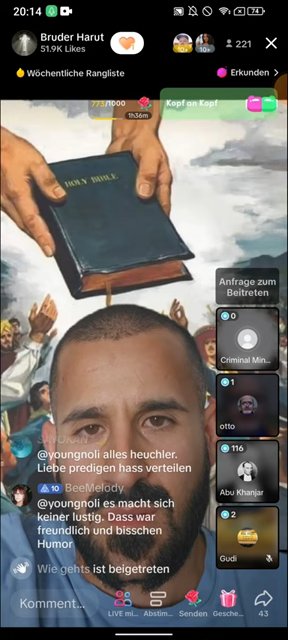 20:14
74
Bruder Harut
51.9K Likes
10+
10+
221
Wöchentliche Rangliste
Erkunden
773/1000
1h36m
Kopf an Kopf
HOLY BIBLE
Anfrage zum
Beitreten
0
Criminal Min...
1
otto
116
Abu Khanjar
2
Gudi
@youngnoli alles heuchler.
Liebe predigen hass verteilen
10 BeeMelody
@youngnoli es macht sich
keiner lustig. Dass war
freundlich und bisschen
Humor
Wie gehts ist beigetreten
Komment...
LIVE mi...
Abstim...
Senden
Gesche...
43